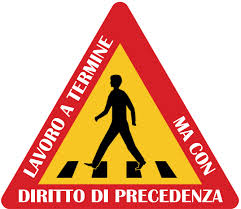 LAVORO A TERMINE
MA CON
DIRITTO DI PRECEDENZA